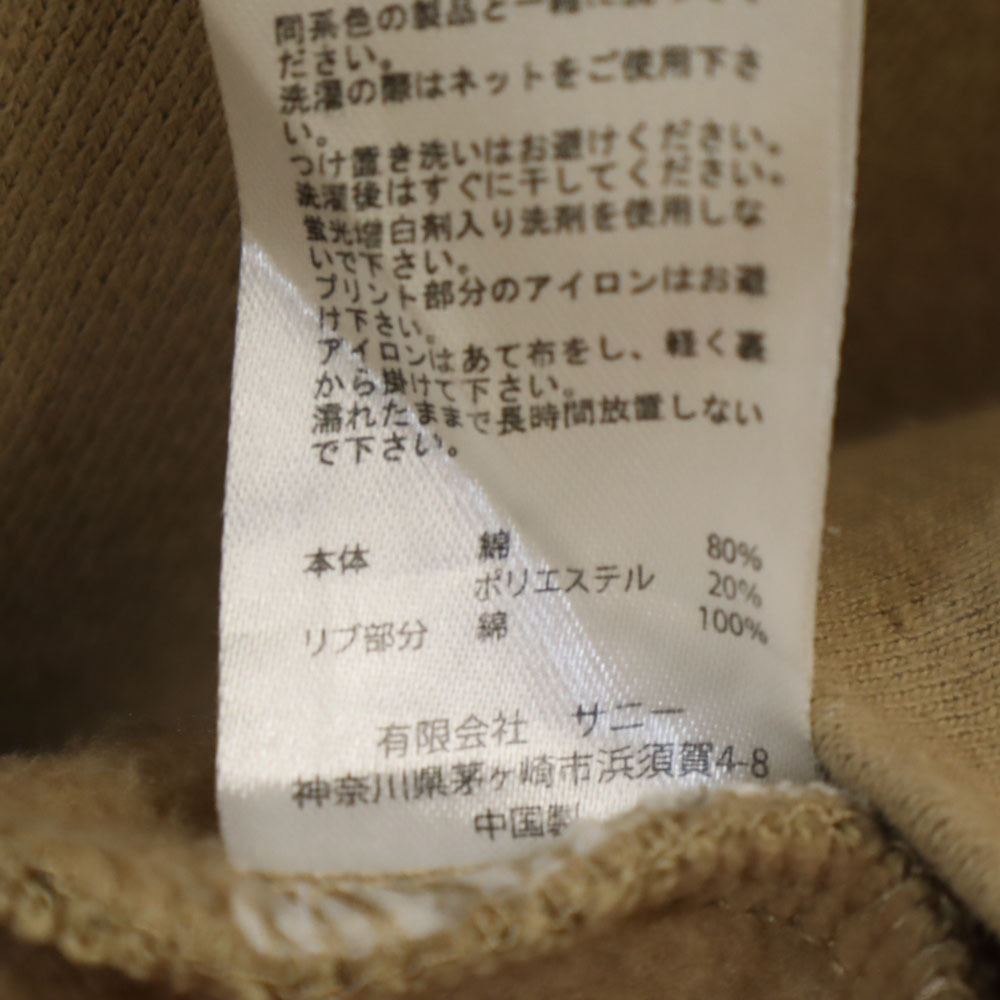 同系色の製品と一緒に洗って
ださい。
洗濯の際はネットをご使用下さ
い。
つけ置き洗いはお避けください。
洗濯後はすぐに干してください。
蛍光増白剤入り洗剤を使用しな
いで下さい。
プリント部分のアイロンはお避
け下さい。
アイロンはあて布をし、軽く裏
から掛けて下さい。
濡れたままで長時間放置しない
で下さい。
本体 綿 80%
ポリエステル 20%
リブ部分 綿 100%
有限会社 サニー
神奈川県茅ヶ崎市浜須賀4-8
中国製